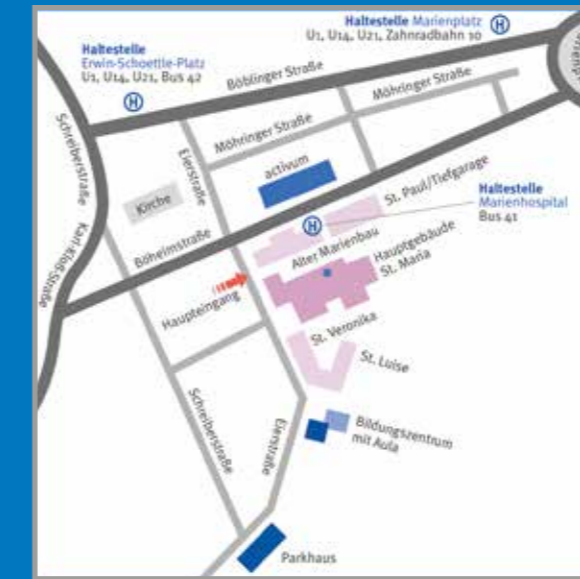 Haltestelle Marienplatz
U1, U14, U21, Zahnradbahn 10
H
Haltestelle
Erwin-Schoettle-Platz
U1, U14, U21, Bus 42
H
Böblinger Straße
Möhringer Straße
Möhringer Straße
Schreiberstraße
Eierstraße
activum
Kirche
St. Paul/Tiefgarage
Haltestelle
Marienhospital
Bus 41
H
Karl-Kloß-Straße
Böheimstraße
Alter Marienbau
Hauptgebäude
St. Maria
Haupteingang
St. Veronika
St. Luise
Schreiberstraße
Eierstraße
Bildungszentrum
mit Aula
Parkhaus